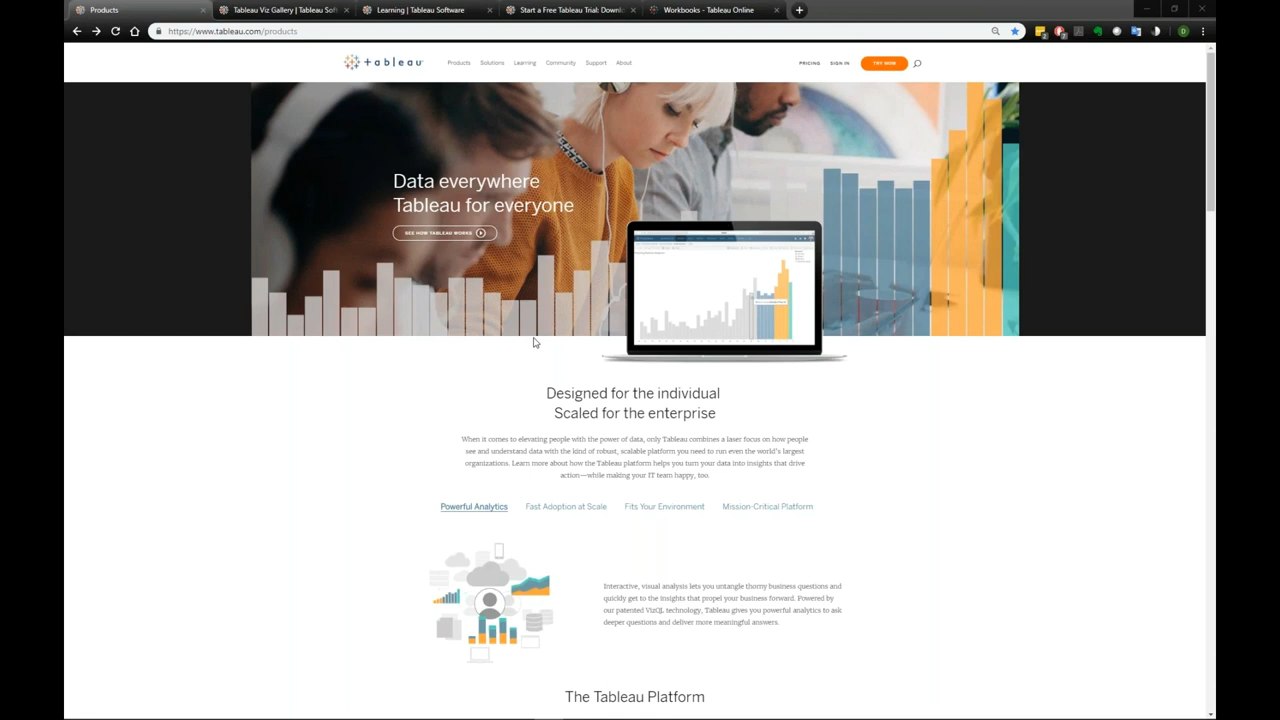 Products
Tableau Viz Gallery | Tableau Sof
Learning | Tableau Software
Start a Free Tableau Trial: Downlo
Workbooks - Tableau Online
https://www.tableau.com/products
D
+ableau
Products Solutions Learning Community Support About
PRICING SIGN IN TRY NOW
Data everywhere
Tableau for everyone
SEE HOW TABLEAU WORKS
Designed for the individual
Scaled for the enterprise
When it comes to elevating people with the power of data, only Tableau combines a laser focus on how people
see and understand data with the kind of robust, scalable platform you need to run even the world's largest
organizations. Learn more about how the Tableau platform helps you turn your data into insights that drive
action—while making your IT team happy, too.
Powerful Analytics Fast Adoption at Scale Fits Your Environment Mission-Critical Platform
Interactive, visual analysis lets you untangle thorny business questions and
quickly get to the insights that propel your business forward. Powered by
our patented VizQL technology, Tableau gives you powerful analytics to ask
deeper questions and deliver more meaningful answers.
The Tableau Platform